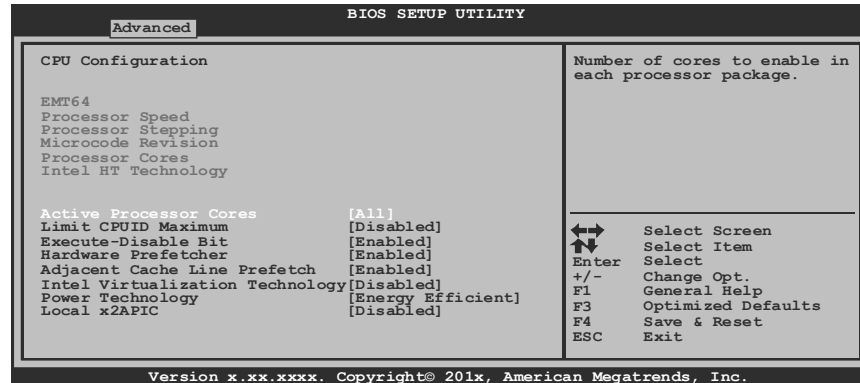 BIOS SETUP UTILITY
Advanced
CPU Configuration
EMT64
Processor Speed
Processor Stepping
Microcode Revision
Processor Cores
Intel HT Technology
Active Processor Cores [All]
Limit CPUID Maximum [Disabled]
Execute-Disable Bit [Enabled]
Hardware Prefetcher [Enabled]
Adjacent Cache Line Prefetch [Enabled]
Intel Virtualization Technology[Disabled]
Power Technology [Energy Efficient]
Local x2APIC [Disabled]
Number of cores to enable in
each processor package.
Select Screen
Select Item
Enter Select
+/- Change Opt.
F1 General Help
F3 Optimized Defaults
F4 Save & Reset
ESC Exit
Version x.xx.xxxx. Copyright© 201x, American Megatrends, Inc.